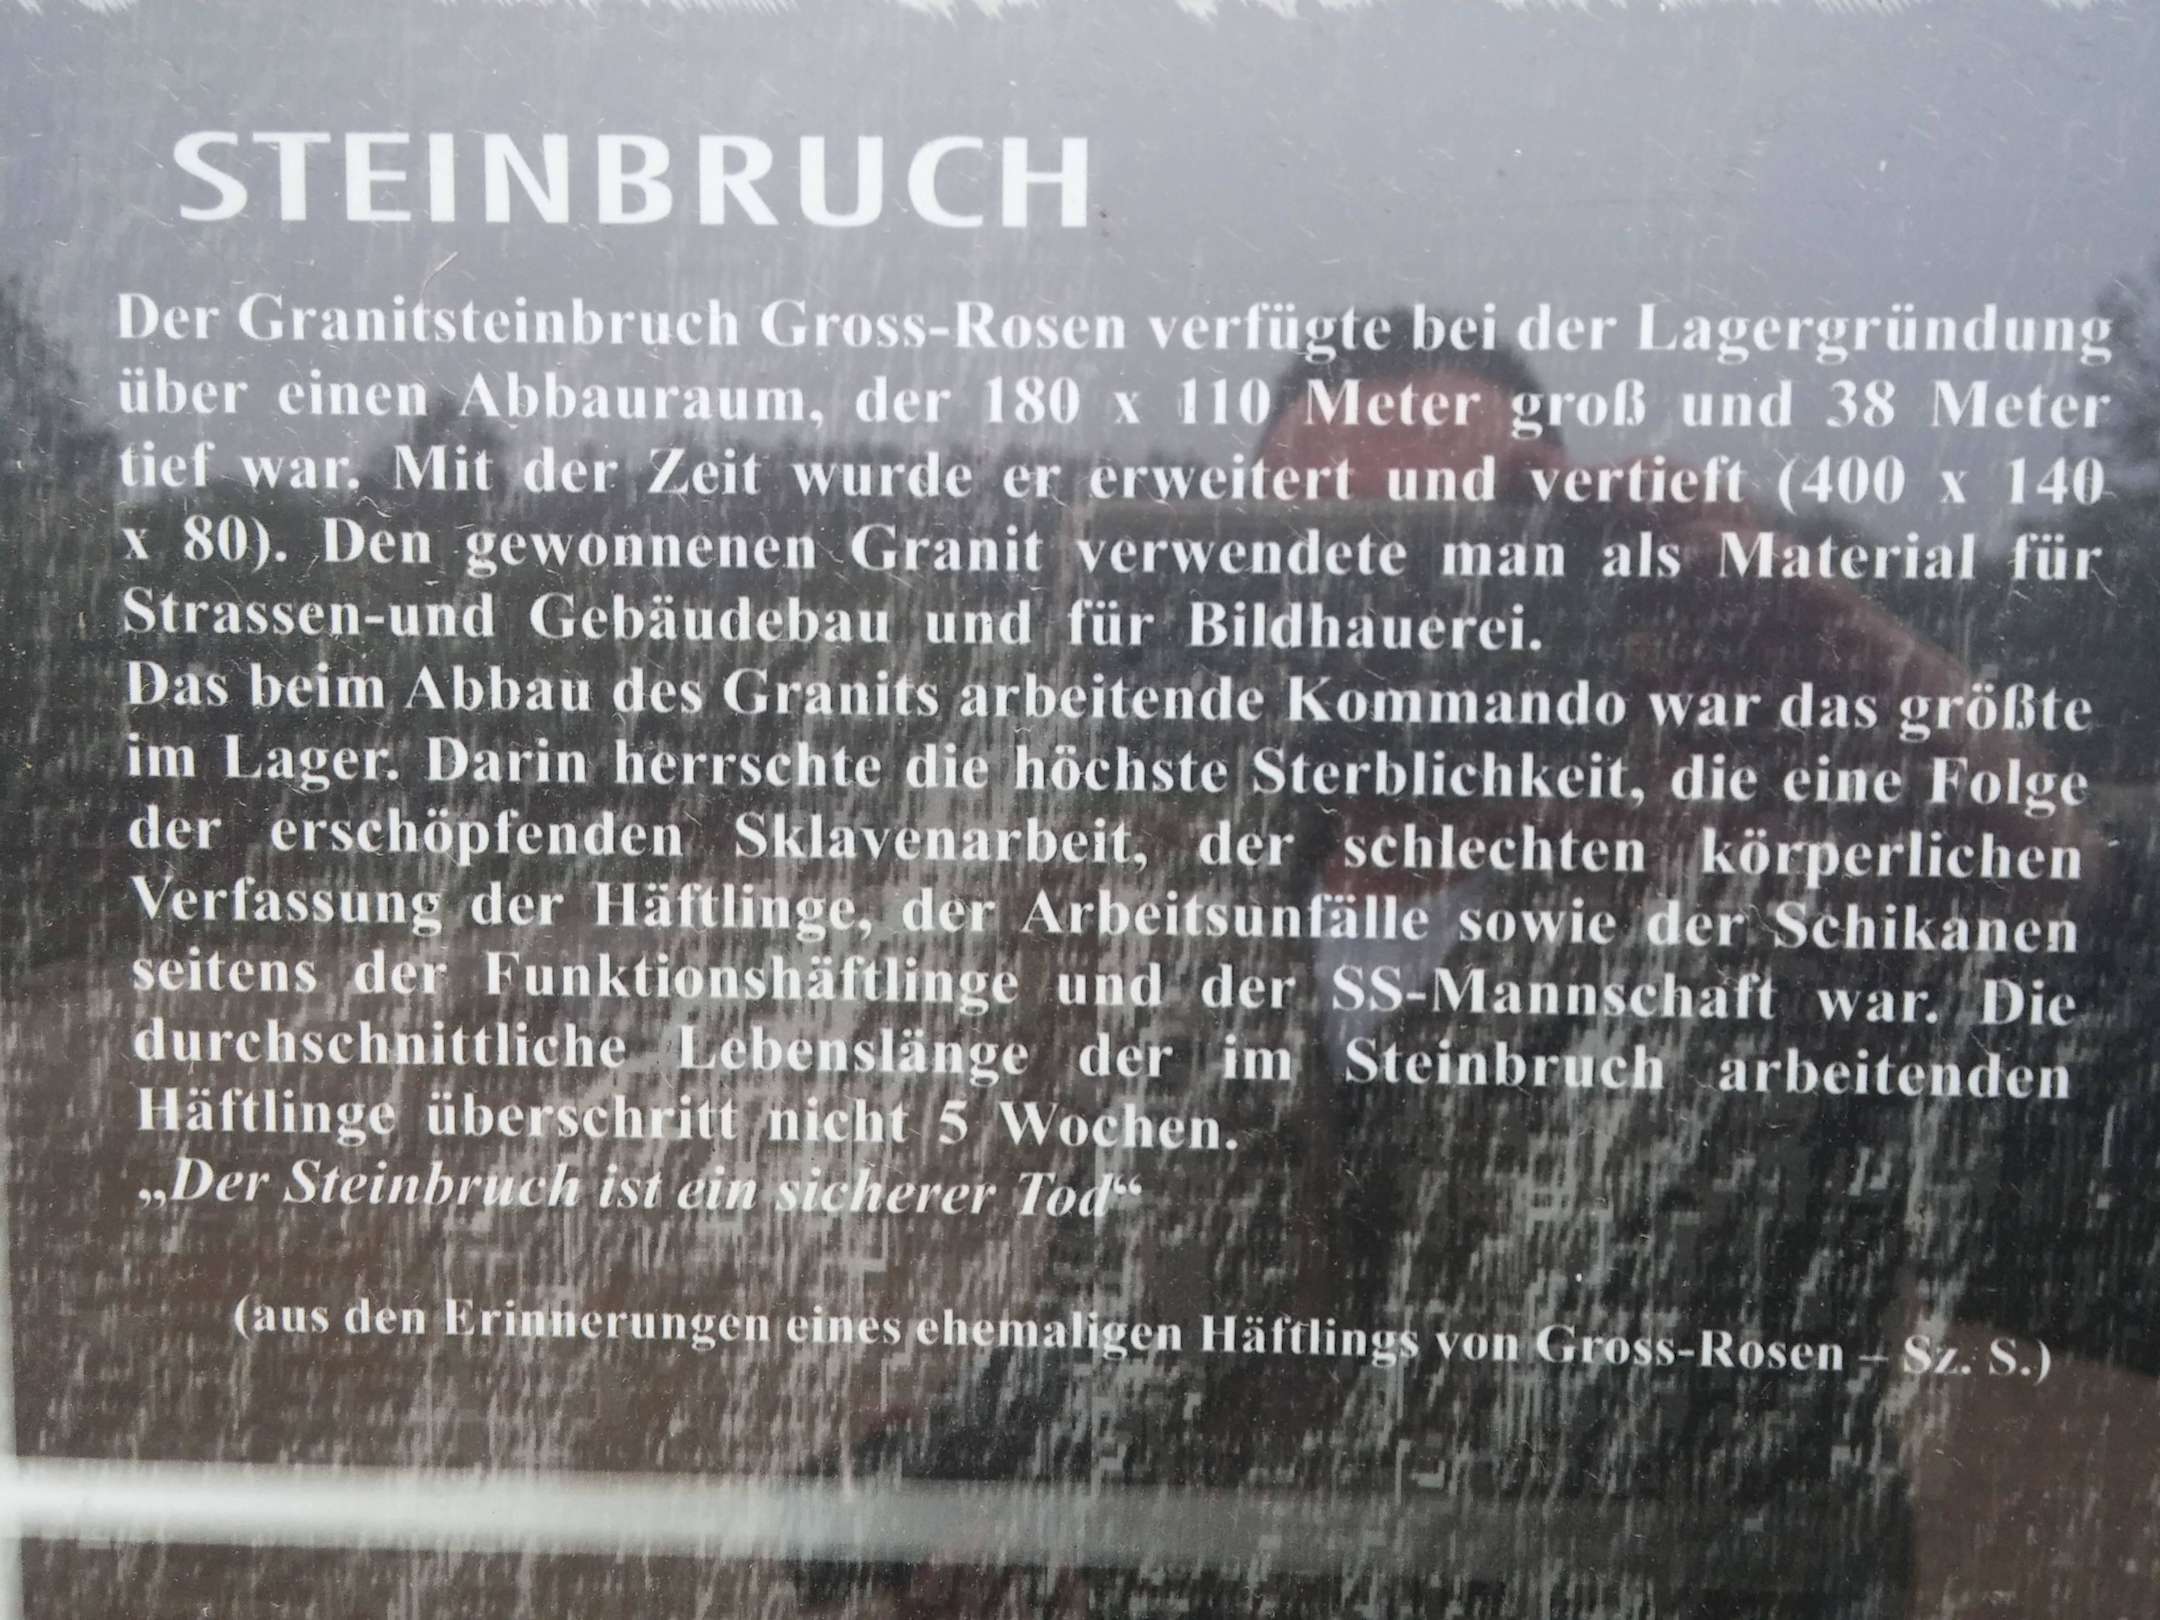 STEINBRUCH
Der Granitsteinbruch Gross-Rosen verfügte bei der Lagergründung
über einen Abbauraum, der 180 x 110 Meter groß und 38 Meter
tief war. Mit der Zeit wurde er erweitert und vertieft (400 x 140
x 80). Den gewonnenen Granit verwendete man als Material für
Strassen-und Gebäudebau und für Bildhauerei.
Das beim Abbau des Granits arbeitende Kommando war das größte
im Lager. Darin herrschte die höchste Sterblichkeit, die eine Folge
der erschöpfenden Sklavenarbeit, der schlechten körperlichen
Verfassung der Häftlinge, der Arbeitsunfälle sowie der Schikanen
seitens der Funktionshäftlinge und der SS-Mannschaft war. Die
durchschnittliche Lebenslänge der im Steinbruch arbeitenden
Häftlinge überschritt nicht 5 Wochen.
„Der Steinbruch ist ein sicherer Tod“
(aus den Erinnerungen eines ehemaligen Häftlings von Gross-Rosen – Sz. S.)